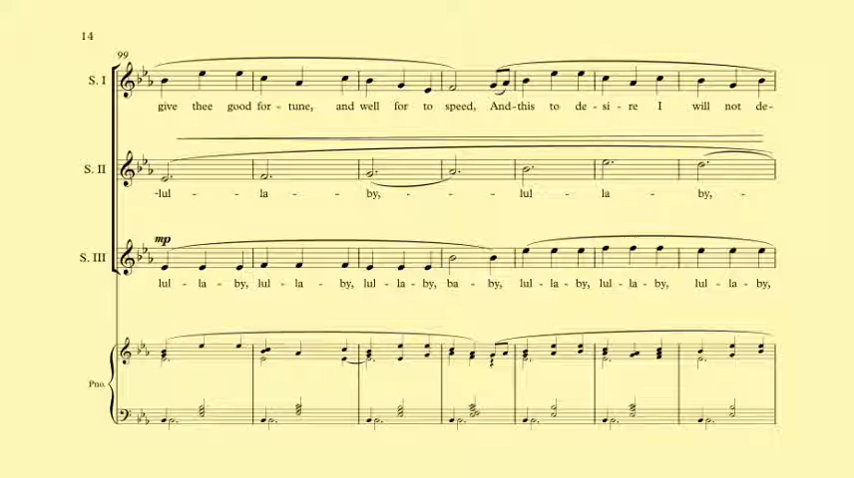 14
99
S. I
give thee good for - tune, and well for to speed, And - this to de - si - re I will not de-
S. II
-lul - - la - - by, - - lul - - la - - by, -
mp
S. III
lul - la - by, lul - la - by, lul - la - by, ba - by, lul - la - by, lul - la - by, lul - la - by,
Pno.